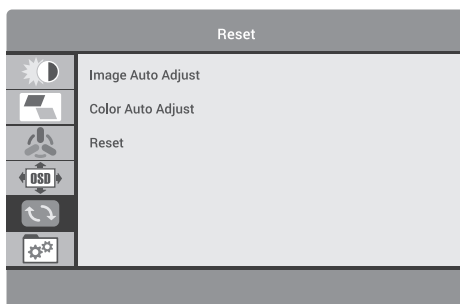 Reset
Image Auto Adjust
Color Auto Adjust
Reset
OSD